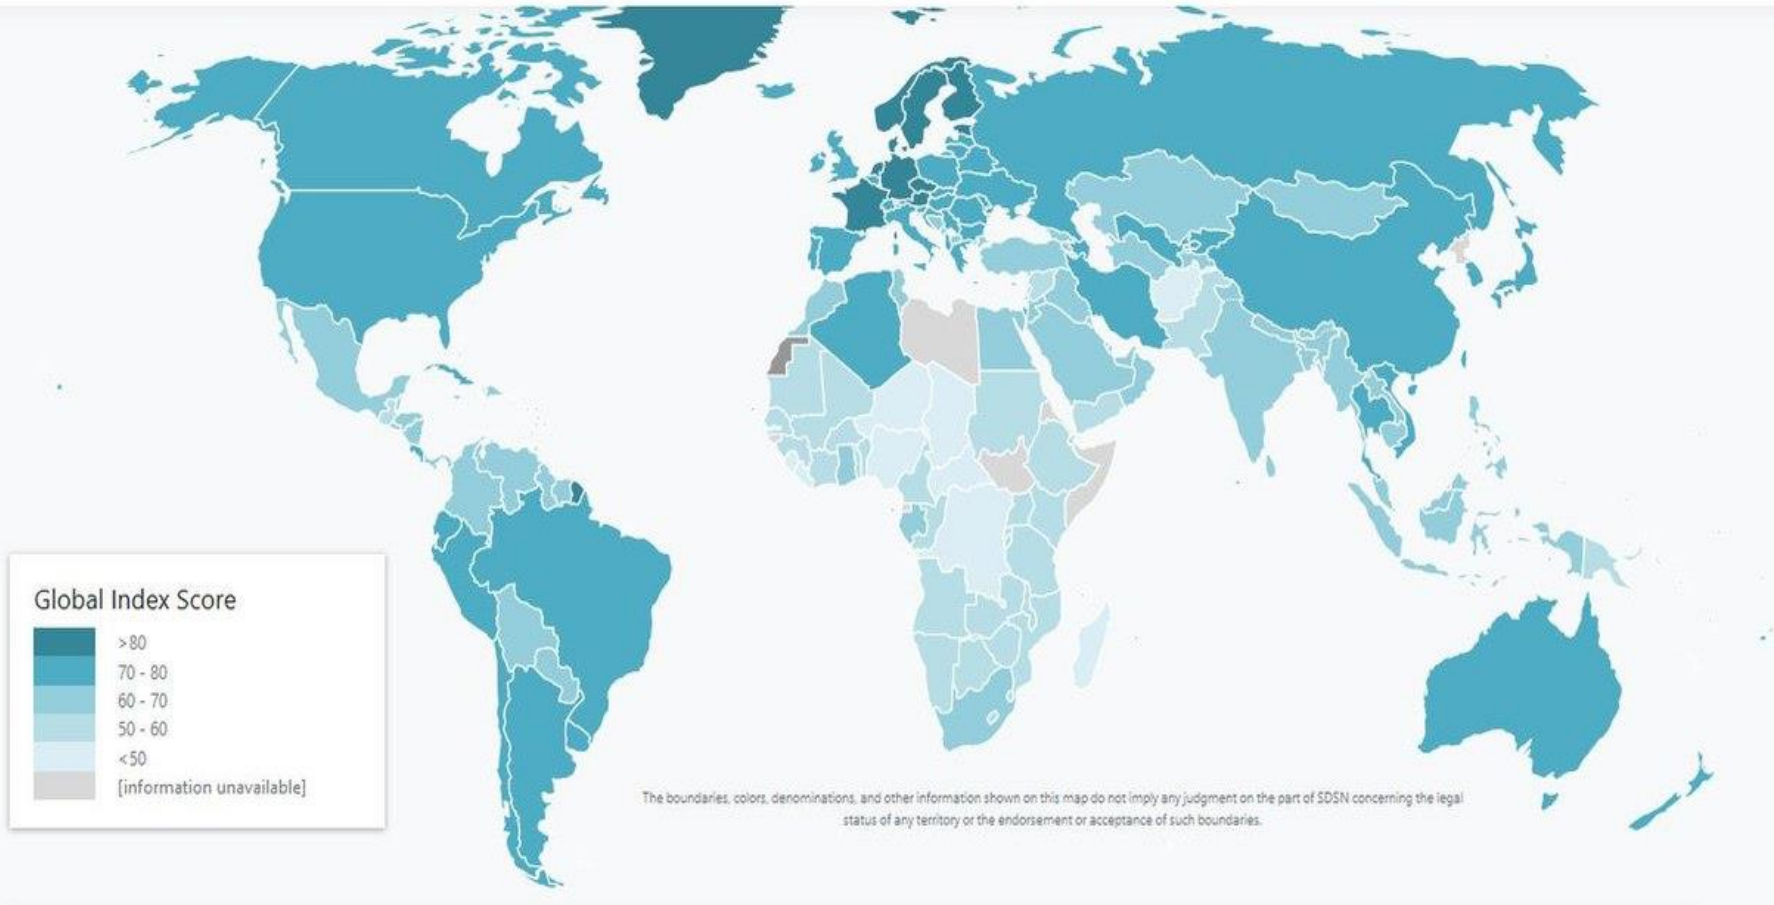 Global Index Score
>80
70 - 80
60 - 70
50 - 60
<50
[information unavailable]
The boundaries, colors, denominations, and other information shown on this map do not imply any judgment on the part of SDSN concerning the legal
status of any territory or the endorsement or acceptance of such boundaries.